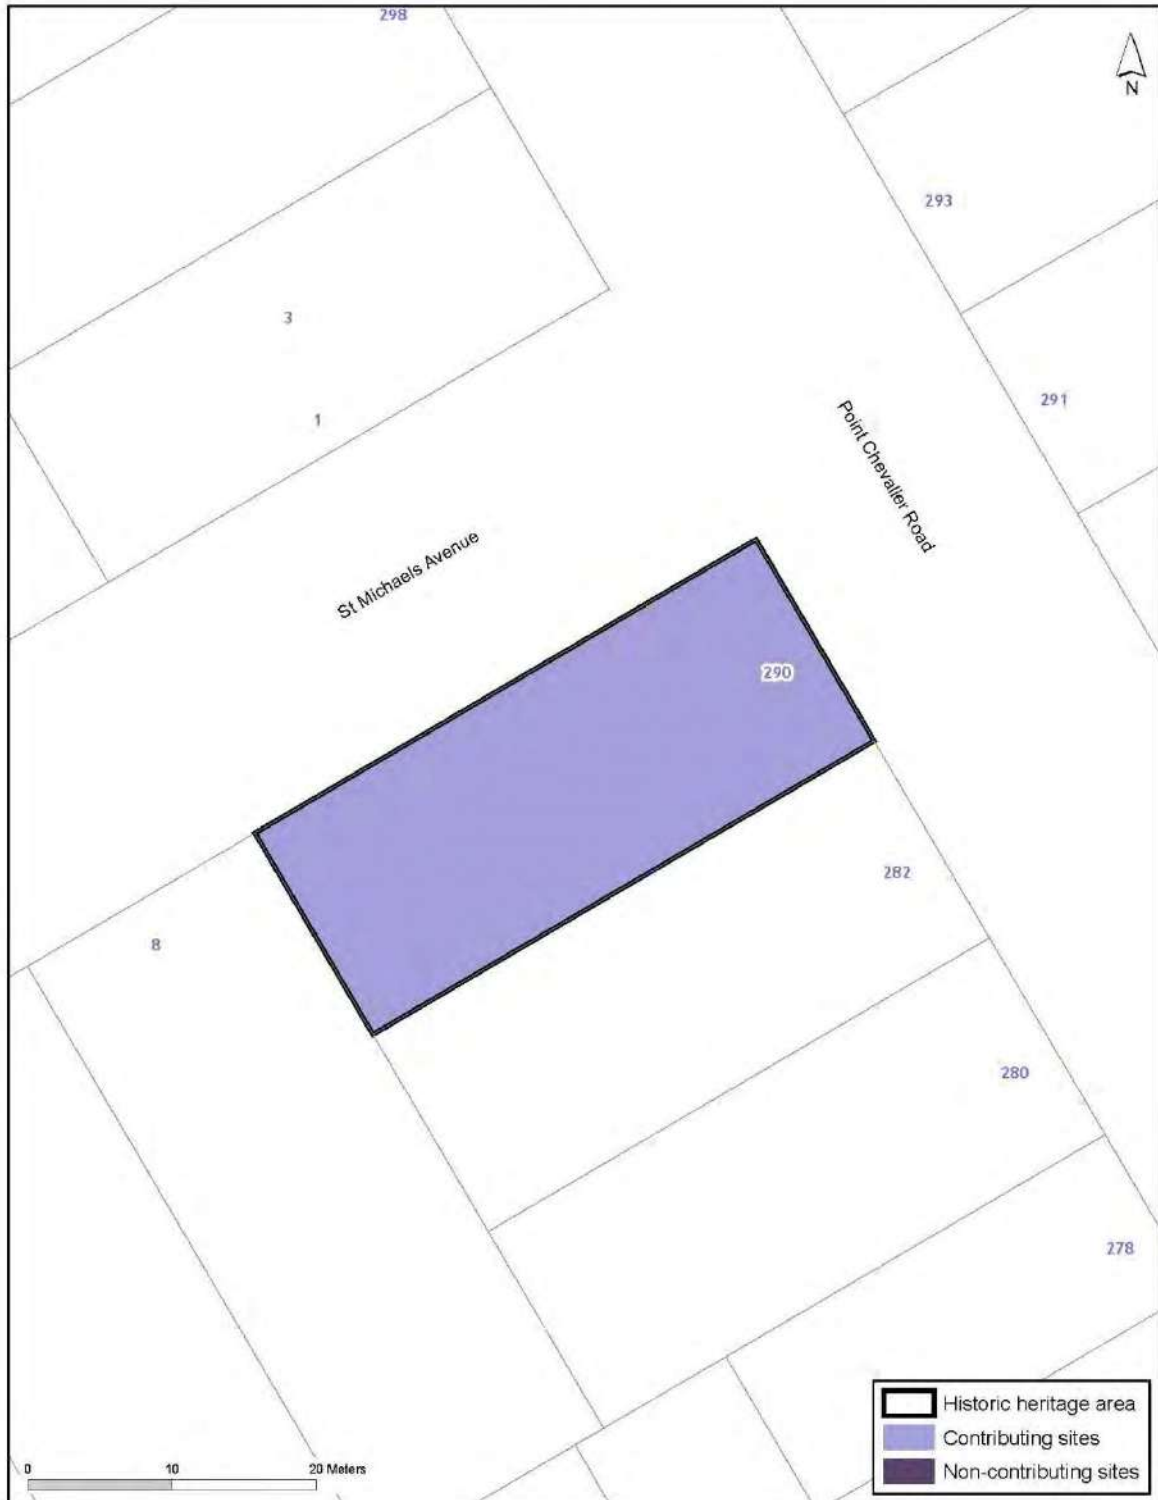 298
N
293
3
291
1
Point Chevalier Road
St Michaels Avenue
290
282
8
280
278
Historic heritage area
Contributing sites
Non-contributing sites
0 10 20 Meters